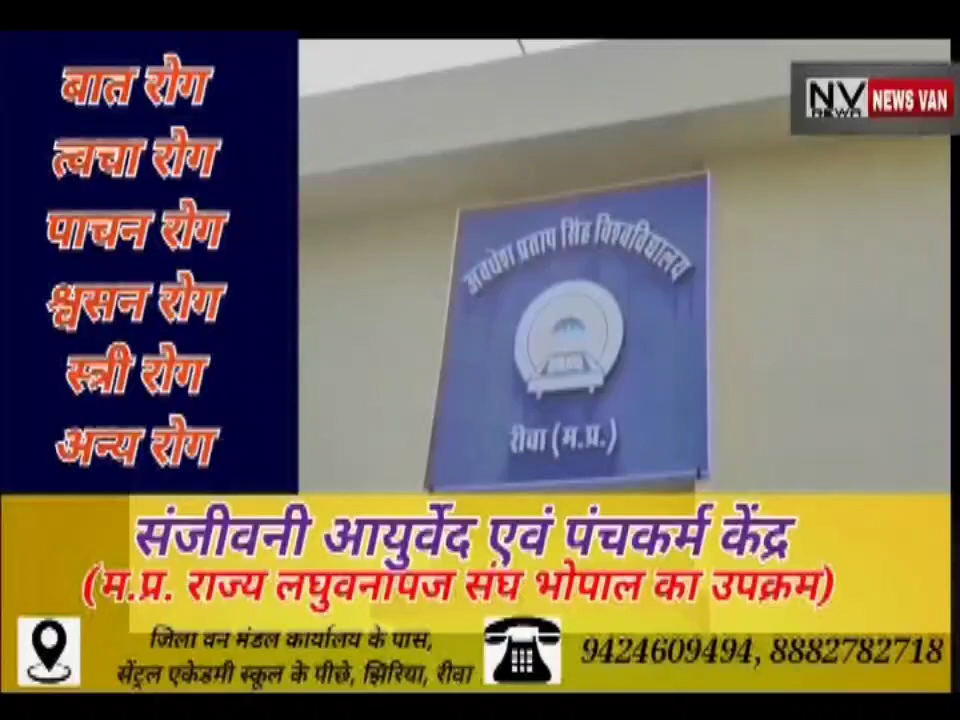 बात रोग
त्वचा रोग
पाचन रोग
श्वसन रोग
स्त्री रोग
अन्य रोग
NV NEWS VAN
NEWS
अवधेश प्रताप सिंह विश्वविद्यालय
रीवा (म.प्र.)
संजीवनी आयुर्वेद एवं पंचकर्म केंद्र
(म.प्र. राज्य लघुवनोपज संघ भोपाल का उपक्रम)
जिला वन मंडल कार्यालय के पास,
सेंट्रल एकेडमी स्कूल के पीछे, झिरिया, रीवा
9424609494, 8882782718